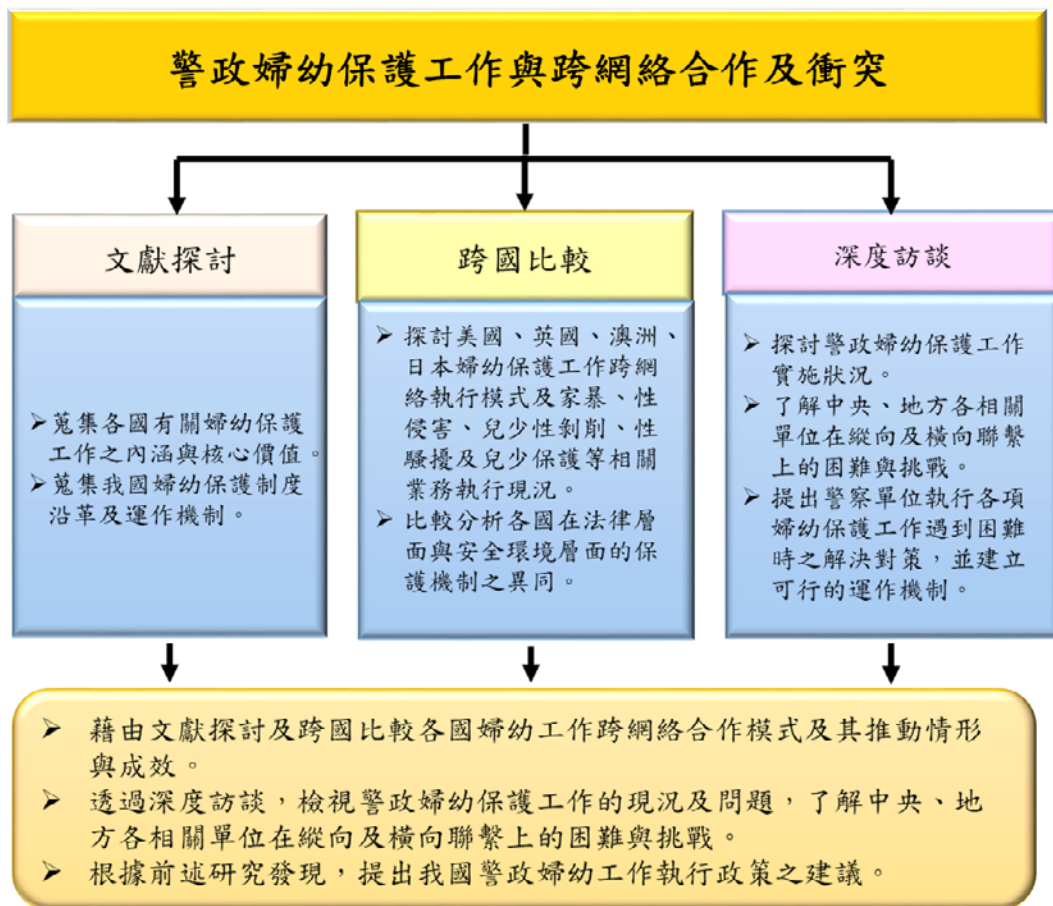 警政婦幼保護工作與跨網絡合作及衝突
文獻探討
➢蒐集各國有關婦幼保護
工作之內涵與核心價值。
➢蒐集我國婦幼保護制度
沿革及運作機制。
跨國比較
➢ 探討美國、英國、澳洲、
日本婦幼保護工作跨網
絡執行模式及家暴、性
侵害、兒少性剝削、性
騷擾及兒少保護等相關
業務執行現況。
➢ 比較分析各國在法律層
面與安全環境層面的保
護機制之異同。
深度訪談
➢ 探討警政婦幼保護工作
實施狀況。
➢ 了解中央、地方各相關
單位在縱向及橫向聯繫
上的困難與挑戰。
➢ 提出警察單位執行各項
婦幼保護工作遇到困難
時之解決對策，並建立
可行的運作機制。
➢ 藉由文獻探討及跨國比較各國婦幼工作跨網絡合作模式及其推動情形
與成效。
➢ 透過深度訪談，檢視警政婦幼保護工作的現況及問題，了解中央、地
方各相關單位在縱向及橫向聯繫上的困難與挑戰。
➢ 根據前述研究發現，提出我國警政婦幼工作執行政策之建議。